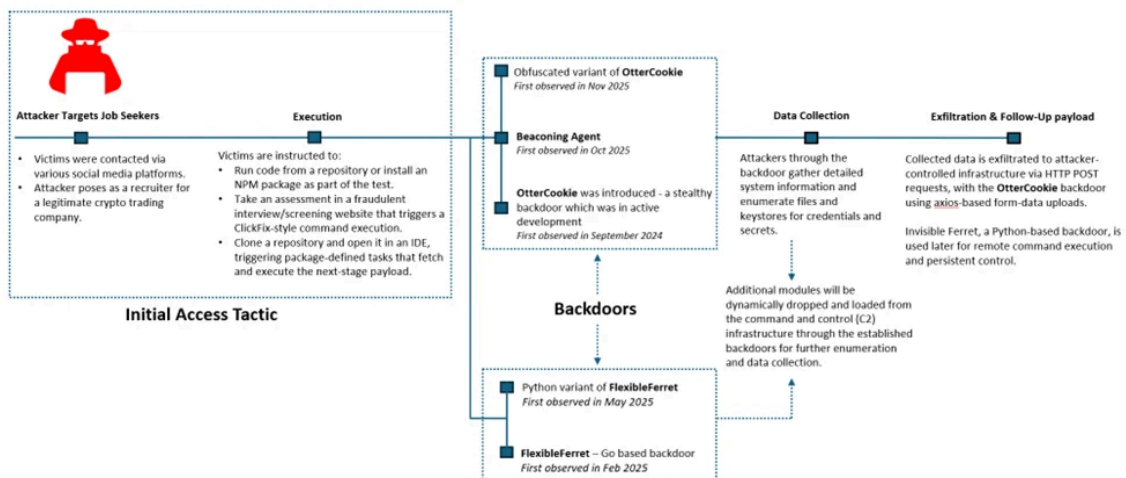 Attacker Targets Job Seekers
• Victims were contacted via
various social media platforms.
• Attacker poses as a recruiter for
a legitimate crypto trading
company.
Execution
Victims are instructed to:
• Run code from a repository or install an
NPM package as part of the test.
• Take an assessment in a fraudulent
interview/screening website that triggers a
ClickFix-style command execution.
• Clone a repository and open it in an IDE,
triggering package-defined tasks that fetch
and execute the next-stage payload.
Initial Access Tactic
Obfuscated variant of OtterCookie
First observed in Nov 2025
Beaconing Agent
First observed in Oct 2025
OtterCookie was introduced - a stealthy
backdoor which was in active
development
First observed in September 2024
Backdoors
Python variant of FlexibleFerret
First observed in May 2025
FlexibleFerret – Go based backdoor
First observed in Feb 2025
Data Collection
Attackers through the
backdoor gather detailed
system information and
enumerate files and
keystores for credentials and
secrets.
Additional modules will be
dynamically dropped and loaded from
the command and control (C2)
infrastructure through the established
backdoors for further enumeration
and data collection.
Exfiltration & Follow-Up payload
Collected data is exfiltrated to attacker-
controlled infrastructure via HTTP POST
requests, with the OtterCookie backdoor
using axios-based form-data uploads.
Invisible Ferret, a Python-based backdoor, is
used later for remote command execution
and persistent control.